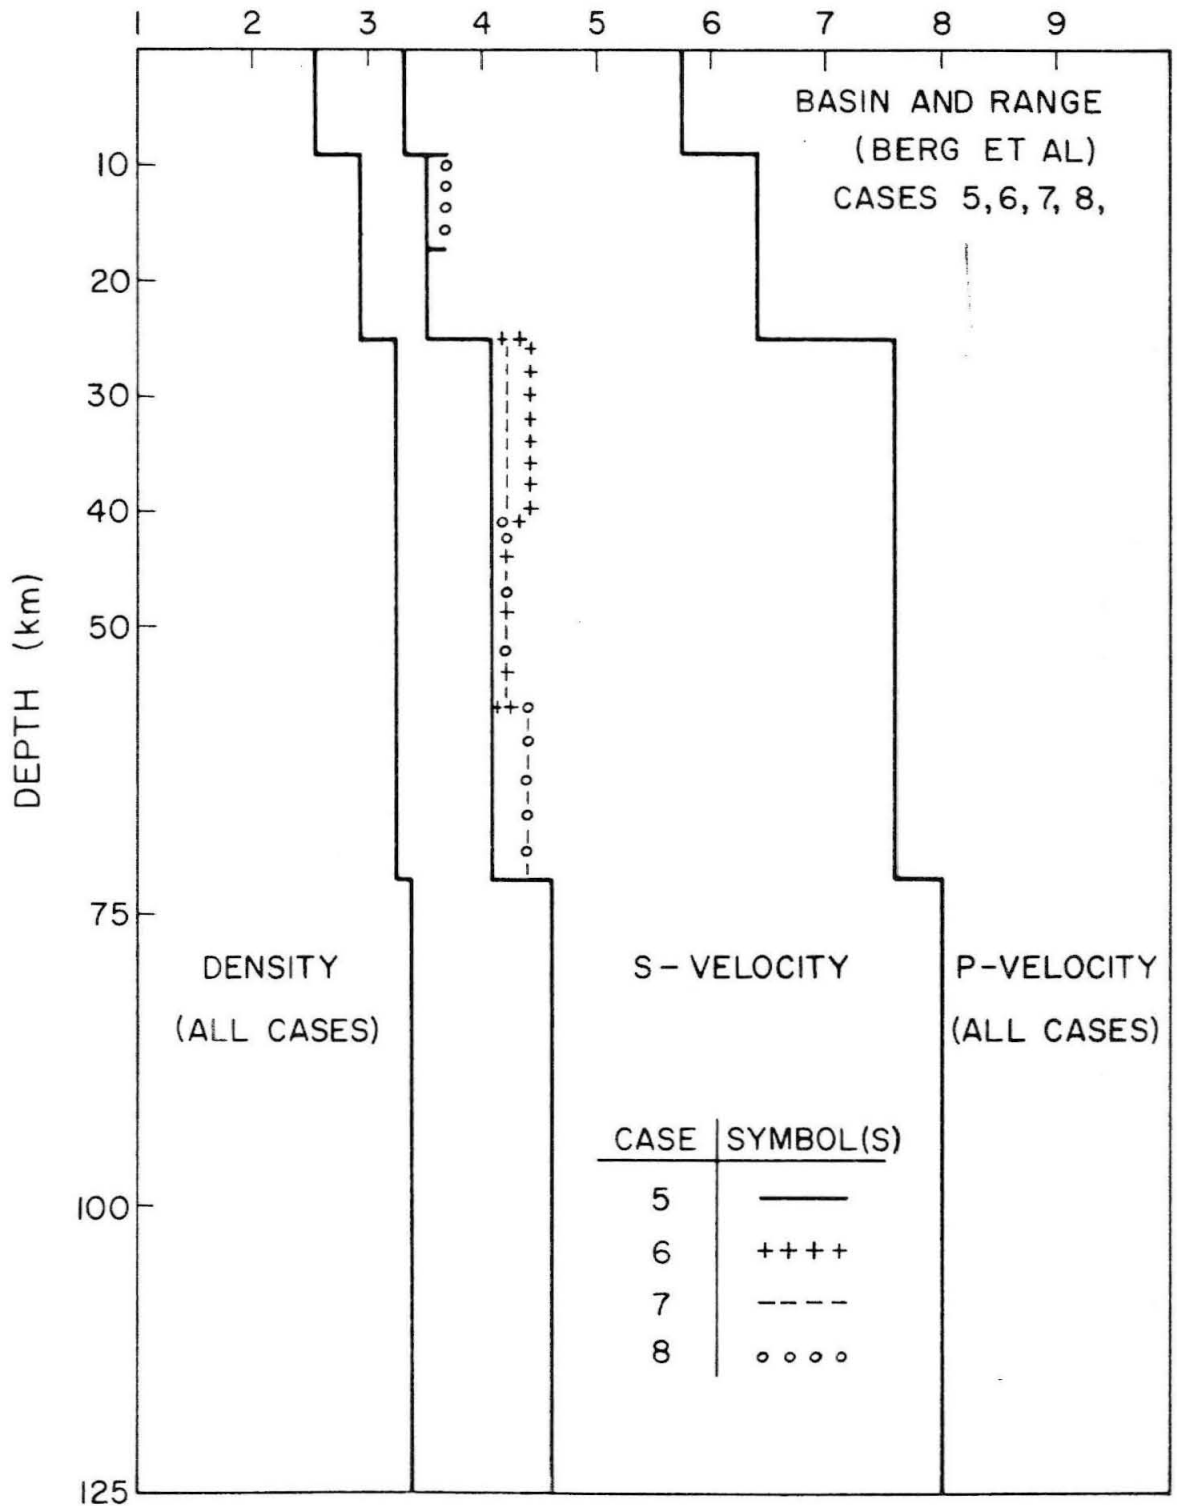 1 2 3 4 5 6 7 8 9
BASIN AND RANGE
(BERG ET AL)
CASES 5,6,7,8,
10
20
30
40
50
75
100
125
DEPTH (km)
DENSITY
(ALL CASES)
S-VELOCITY
P-VELOCITY
(ALL CASES)
CASE SYMBOL(S)
5
6
7
8